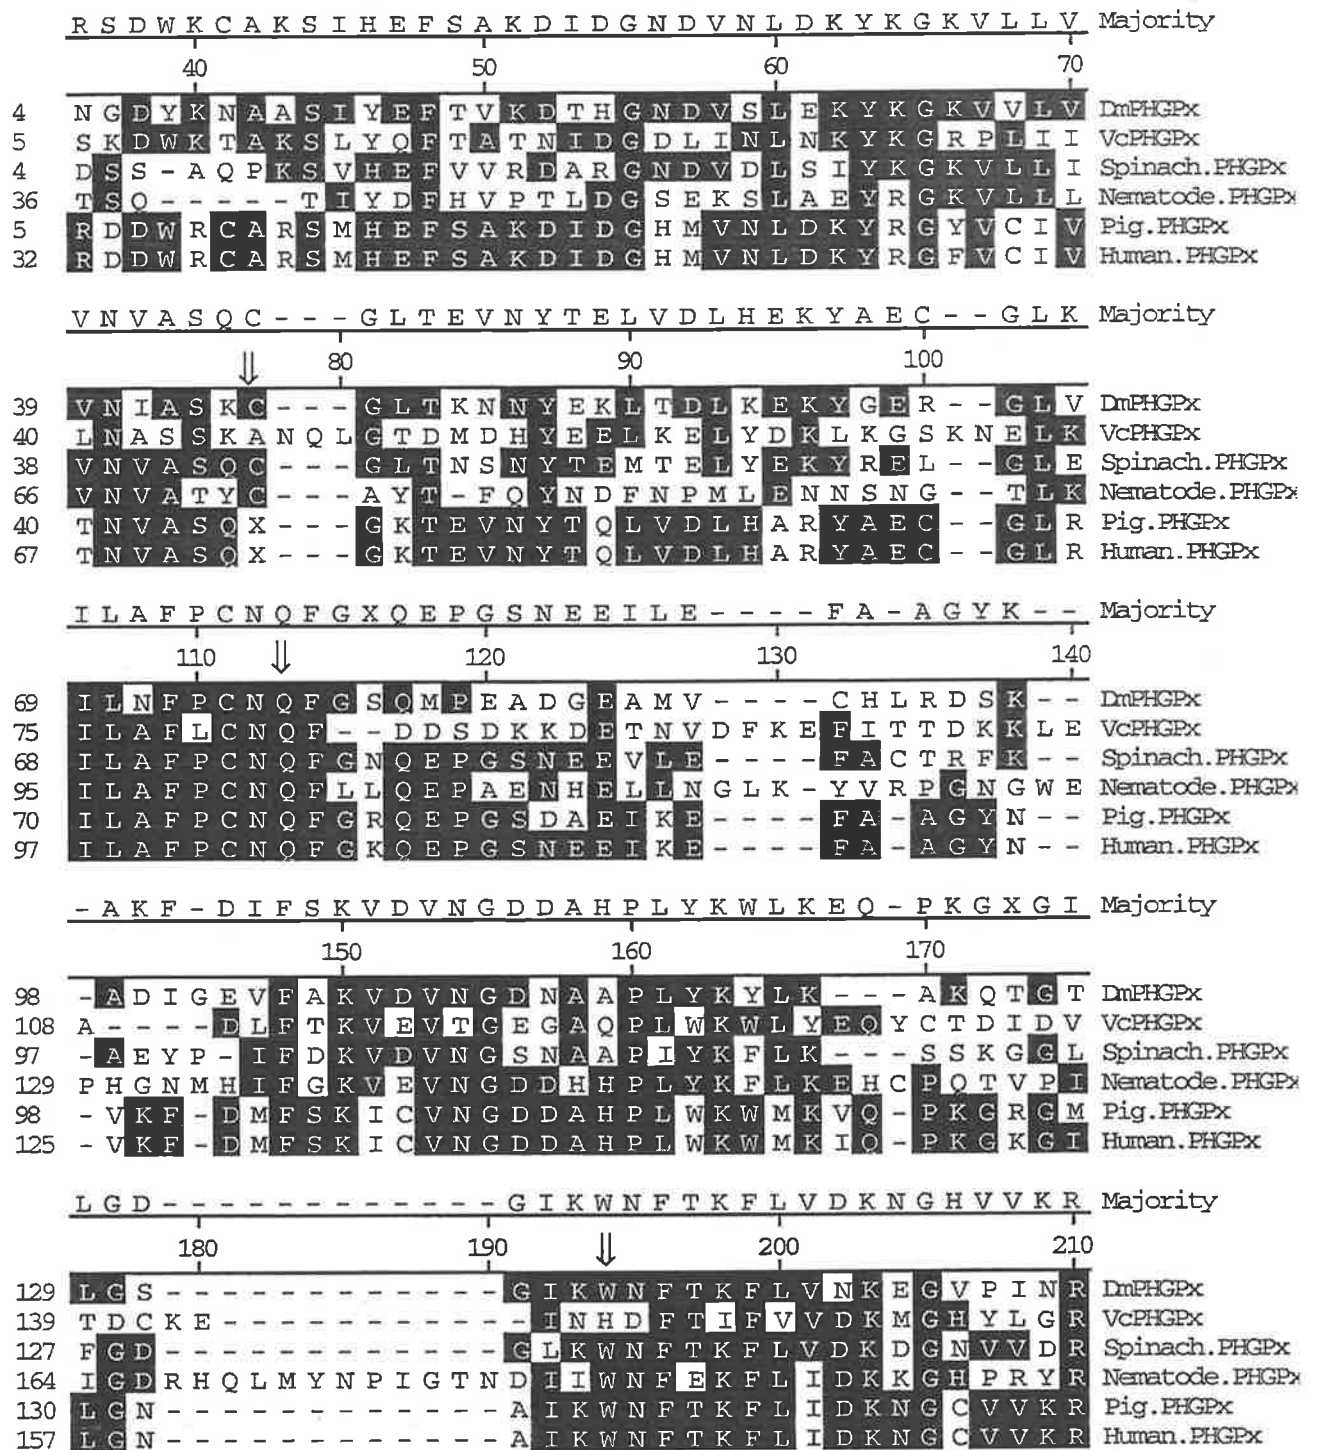 R S D W K C A K S I H E F S A K D I D G N D V N L D K Y K G K V L L V Majority
40 50 60 70
4 N G D Y K N A A S I Y E F T V K D T H G N D V S L E K Y K G K V V L V DmPHGPx
5 S K D W K T A K S L Y Q F T A T N I D G D L I N L N K Y K G R P L I I VcPHGPx
4 D S S - A Q P K S V H E F V V R D A R G N D V D L S I Y K G K V L L I Spinach.PHGPx
36 T S Q - - - - - T I Y D F H V P T L D G S E K S L A E Y R G K V L L L Nematode.PHGPx
5 R D D W R C A R S M H E F S A K D I D G H M V N L D K Y R G Y V C I V Pig.PHGPx
32 R D D W R C A R S M H E F S A K D I D G H M V N L D K Y R G F V C I V Human.PHGPx
V N V A S Q C - - - G L T E V N Y T E L V D L H E K Y A E C - - G L K Majority
⇓ 80 90 100
39 V N I A S K C - - - G L T K N N Y E K L T D L K E K Y G E R - - G L V DmPHGPx
40 L N A S S K A N Q L G T D M D H Y E E L K E L Y D K L K G S K N E L K VcPHGPx
38 V N V A S Q C - - - G L T N S N Y T E M T E L Y E K Y R E L - - G L E Spinach.PHGPx
66 V N V A T Y C - - - A Y T - F Q Y N D F N P M L E N N S N G - - T L K Nematode.PHGPx
40 T N V A S Q X - - - G K T E V N Y T Q L V D L H A R Y A E C - - G L R Pig.PHGPx
67 T N V A S Q X - - - G K T E V N Y T Q L V D L H A R Y A E C - - G L R Human.PHGPx
I L A F P C N Q F G X Q E P G S N E E I L E - - - - F A - A G Y K - - Majority
110 ⇓ 120 130 140
69 I L N F P C N Q F G S Q M P E A D G E A M V - - - - C H L R D S K - - DmPHGPx
75 I L A F L C N Q F - - D D S D K K D E T N V D F K E F I T T D K K L E VcPHGPx
68 I L A F P C N Q F G N Q E P G S N E E V L E - - - - F A C T R F K - - Spinach.PHGPx
95 I L A F P C N Q F L L Q E P A E N H E L L N G L K - Y V R P G N G W E Nematode.PHGPx
70 I L A F P C N Q F G R Q E P G S D A E I K E - - - - F A - A G Y N - - Pig.PHGPx
97 I L A F P C N Q F G K Q E P G S N E E I K E - - - - F A - A G Y N - - Human.PHGPx
- A K F - D I F S K V D V N G D D A H P L Y K W L K E Q - P K G X G I Majority
150 160 170
98 - A D I G E V F A K V D V N G D N A A P L Y K Y L K - - - A K Q T G T DmPHGPx
108 A - - - - D L F T K V E V T G E G A Q P L W K W L Y E Q Y C T D I D V VcPHGPx
97 - A E Y P - I F D K V D V N G S N A A P I Y K F L K - - - S S K G G L Spinach.PHGPx
129 P H G N M H I F G K V E V N G D D H H P L Y K F L K E H C P Q T V P I Nematode.PHGPx
98 - V K F - D M F S K I C V N G D D A H P L W K W M K V Q - P K G R G M Pig.PHGPx
125 - V K F - D M F S K I C V N G D D A H P L W K W M K I Q - P K G K G I Human.PHGPx
L G D - - - - - - - - - - - - G I K W N F T K F L V D K N G H V V K R Majority
180 190 ⇓ 200 210
129 L G S - - - - - - - - - - - - G I K W N F T K F L V N K E G V P I N R DmPHGPx
139 T D C K E - - - - - - - - - - - I N H D F T I F V V D K M G H Y L G R VcPHGPx
127 F G D - - - - - - - - - - - - G L K W N F T K F L V D K D G N V V D R Spinach.PHGPx
164 I G D R H Q L M Y N P I G T N D I I W N F E K F L I D K K G H P R Y R Nematode.PHGPx
130 L G N - - - - - - - - - - - - A I K W N F T K F L I D K N G C V V K R Pig.PHGPx
157 L G N - - - - - - - - - - - - A I K W N F T K F L I D K N G C V V K R Human.PHGPx